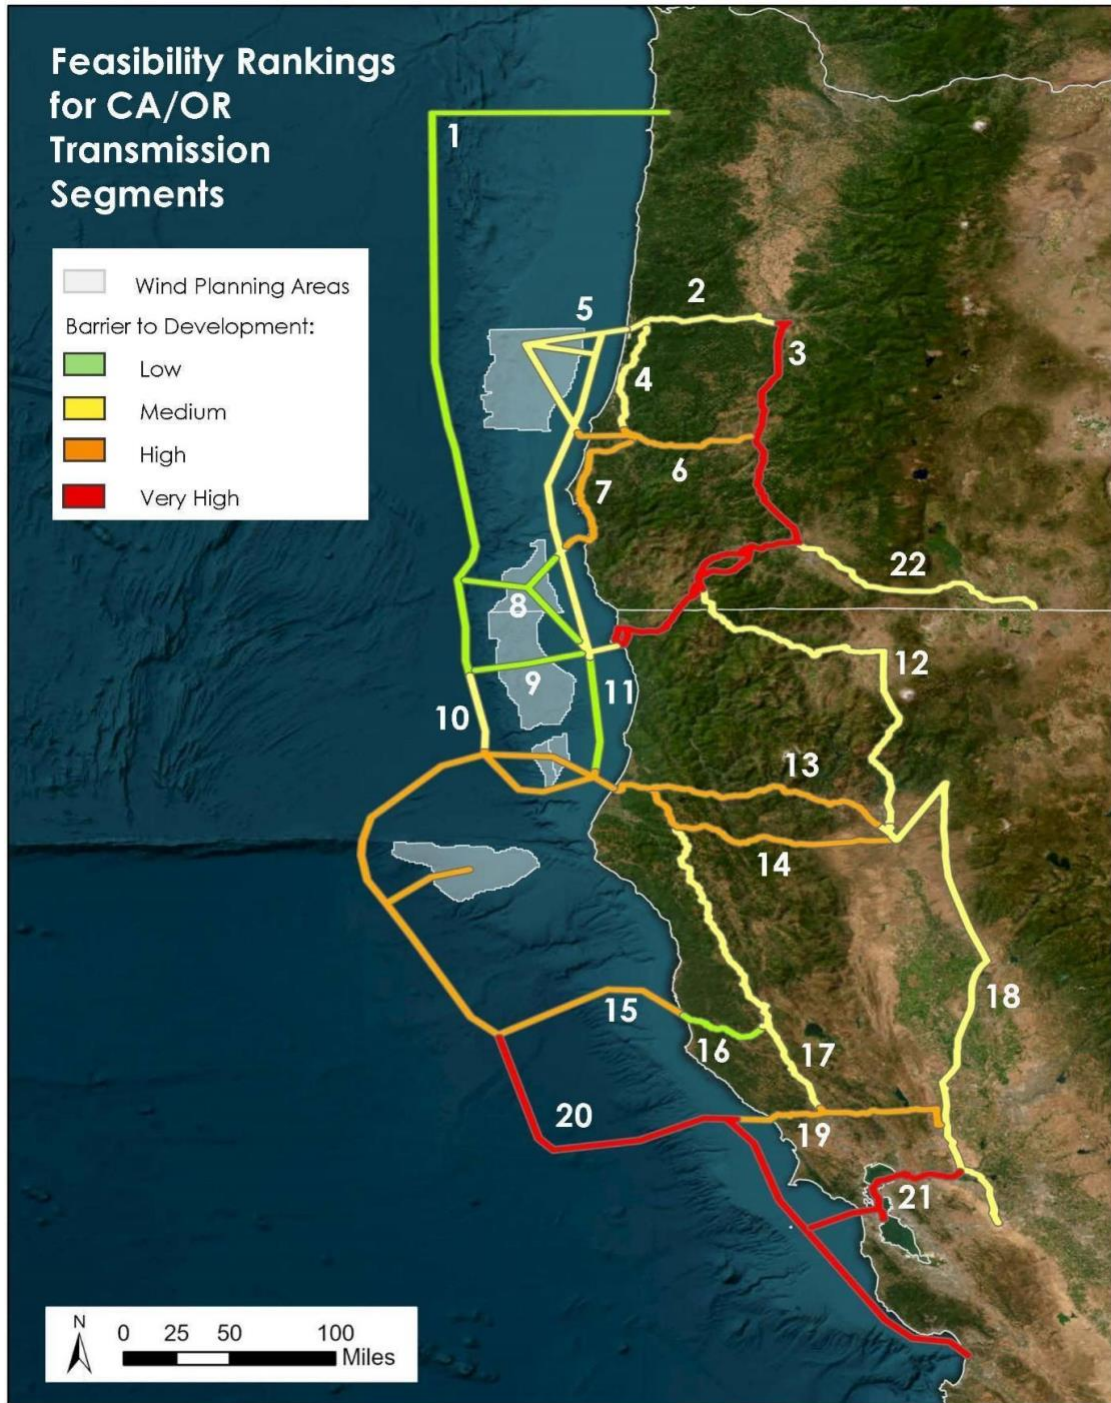 Feasibility Rankings
for CA/OR
Transmission
Segments
Wind Planning Areas
Barrier to Development:
Low
Medium
High
Very High
1
2
3
4
5
6
7
8
9
10
11
12
13
14
15
16
17
18
19
20
21
22
N
0 25 50 100
Miles